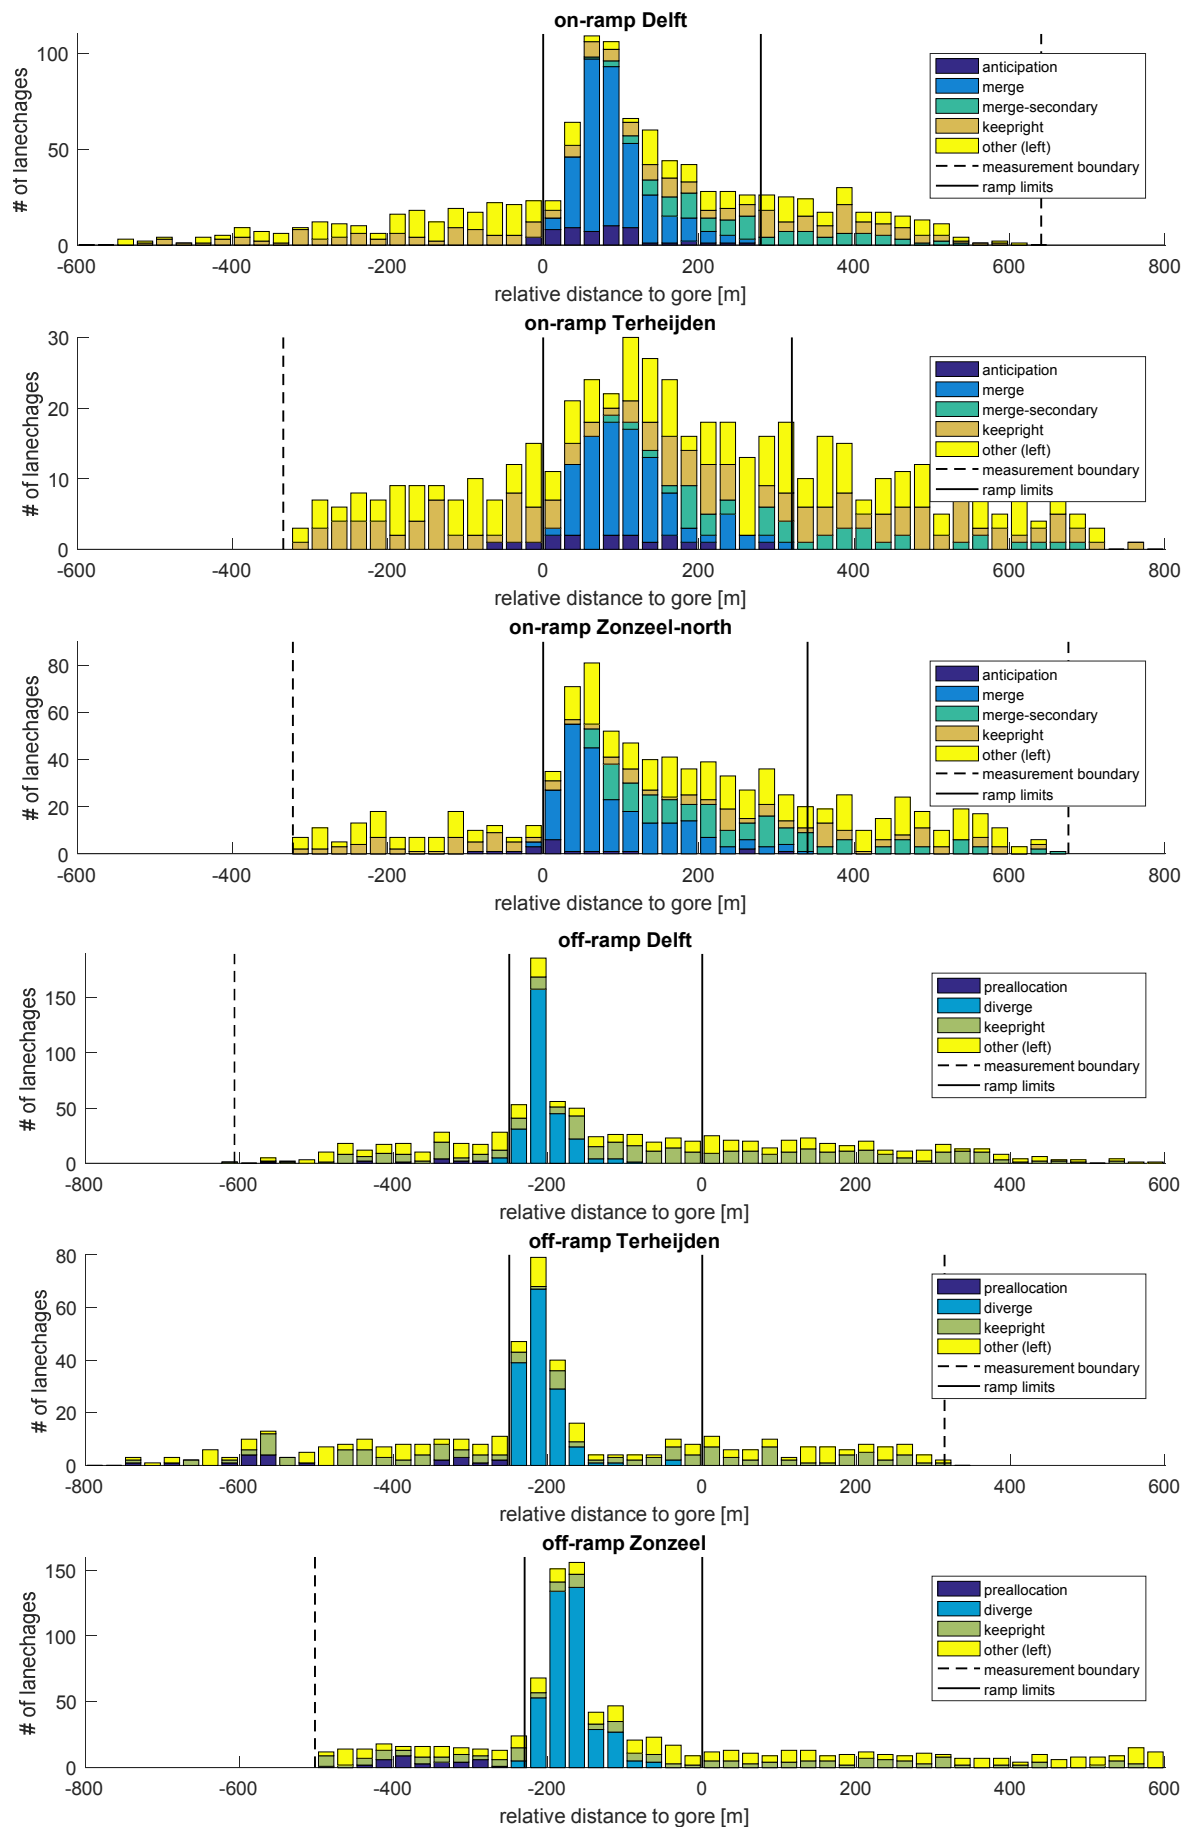 on-ramp Delft
# of lanechages
100
50
0
-600 -400 -200 0 200 400 600 800
relative distance to gore [m]
anticipation
merge
merge-secondary
keepright
other (left)
measurement boundary
ramp limits
on-ramp Terheijden
# of lanechages
30
20
10
0
-600 -400 -200 0 200 400 600 800
relative distance to gore [m]
anticipation
merge
merge-secondary
keepright
other (left)
measurement boundary
ramp limits
on-ramp Zonzeel-north
# of lanechages
80
60
40
20
0
-600 -400 -200 0 200 400 600 800
relative distance to gore [m]
anticipation
merge
merge-secondary
keepright
other (left)
measurement boundary
ramp limits
off-ramp Delft
# of lanechages
150
100
50
0
-800 -600 -400 -200 0 200 400 600
relative distance to gore [m]
preallocation
diverge
keepright
other (left)
measurement boundary
ramp limits
off-ramp Terheijden
# of lanechages
80
60
40
20
0
-800 -600 -400 -200 0 200 400 600
relative distance to gore [m]
preallocation
diverge
keepright
other (left)
measurement boundary
ramp limits
off-ramp Zonzeel
# of lanechages
150
100
50
0
-800 -600 -400 -200 0 200 400 600
relative distance to gore [m]
preallocation
diverge
keepright
other (left)
measurement boundary
ramp limits